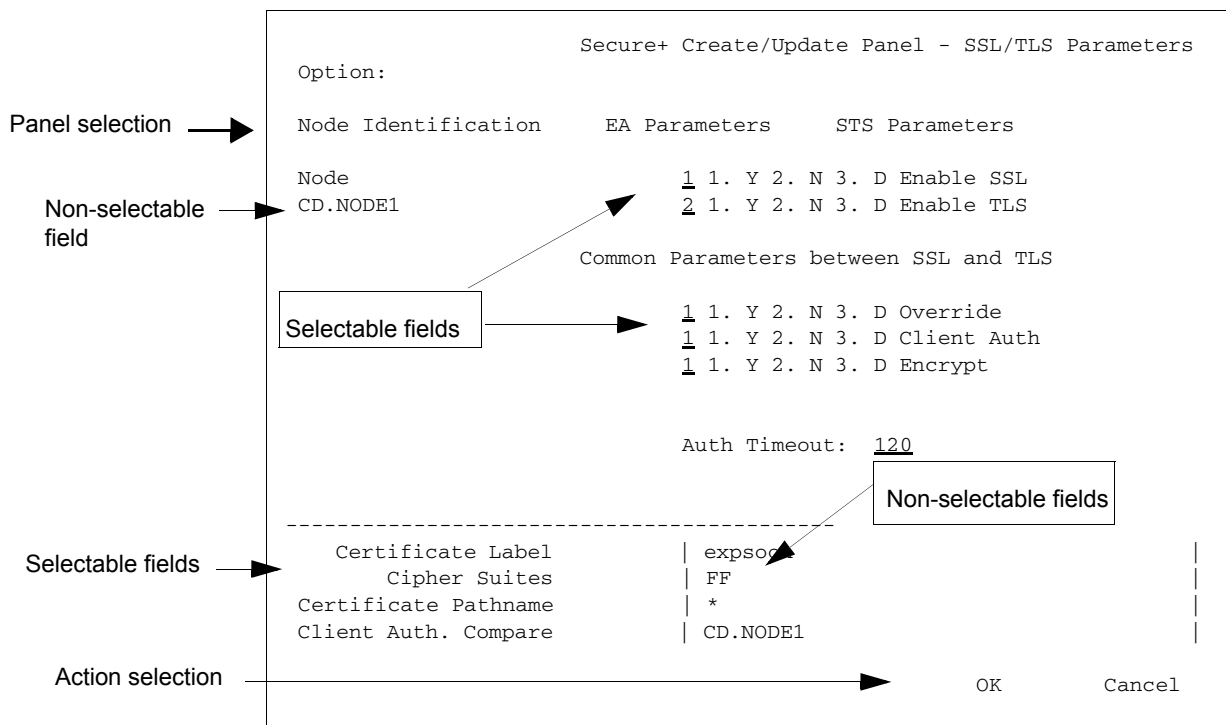 Secure+ Create/Update Panel - SSL/TLS Parameters
Option:
Panel selection
Node Identification EA Parameters STS Parameters
Node 1 1. Y 2. N 3. D Enable SSL
Non-selectable field
CD.NODE1 2 1. Y 2. N 3. D Enable TLS
Common Parameters between SSL and TLS
Selectable fields
1 1. Y 2. N 3. D Override
1 1. Y 2. N 3. D Client Auth
1 1. Y 2. N 3. D Encrypt
Auth Timeout: 120
Non-selectable fields
Selectable fields
Certificate Label |
Cipher Suites | FF |
Certificate Pathname | * |
Client Auth. Compare | CD.NODE1 |
Action selection
OK Cancel